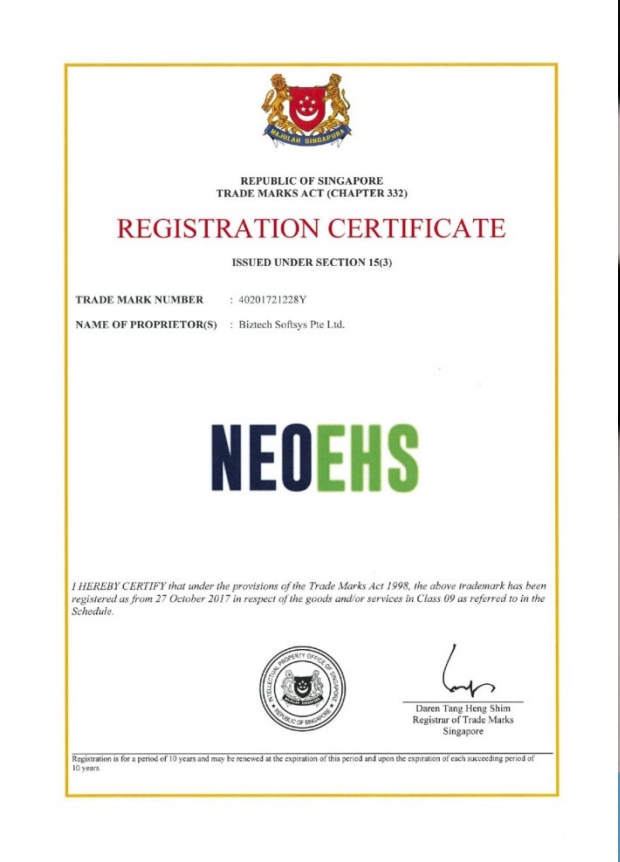 MAJULAH SINGAPURA
REPUBLIC OF SINGAPORE
TRADE MARKS ACT (CHAPTER 332)
REGISTRATION CERTIFICATE
ISSUED UNDER SECTION 15(3)
TRADE MARK NUMBER : 40201721228Y
NAME OF PROPRIETOR(S) : Biztech Softsys Pte Ltd.
NEOEHS
I HEREBY CERTIFY that under the provisions of the Trade Marks Act 1998, the above trademark has been
registered as from 27 October 2017 in respect of the goods and/or services in Class 09 as referred to in the
Schedule.
INTELLECTUAL PROPERTY OFFICE OF SINGAPORE
REPUBLIC OF SINGAPORE
Daren Tang Heng Shim
Registrar of Trade Marks
Singapore
Registration is for a period of 10 years and may be renewed at the expiration of this period and upon the expiration of each succeeding period of
10 years.